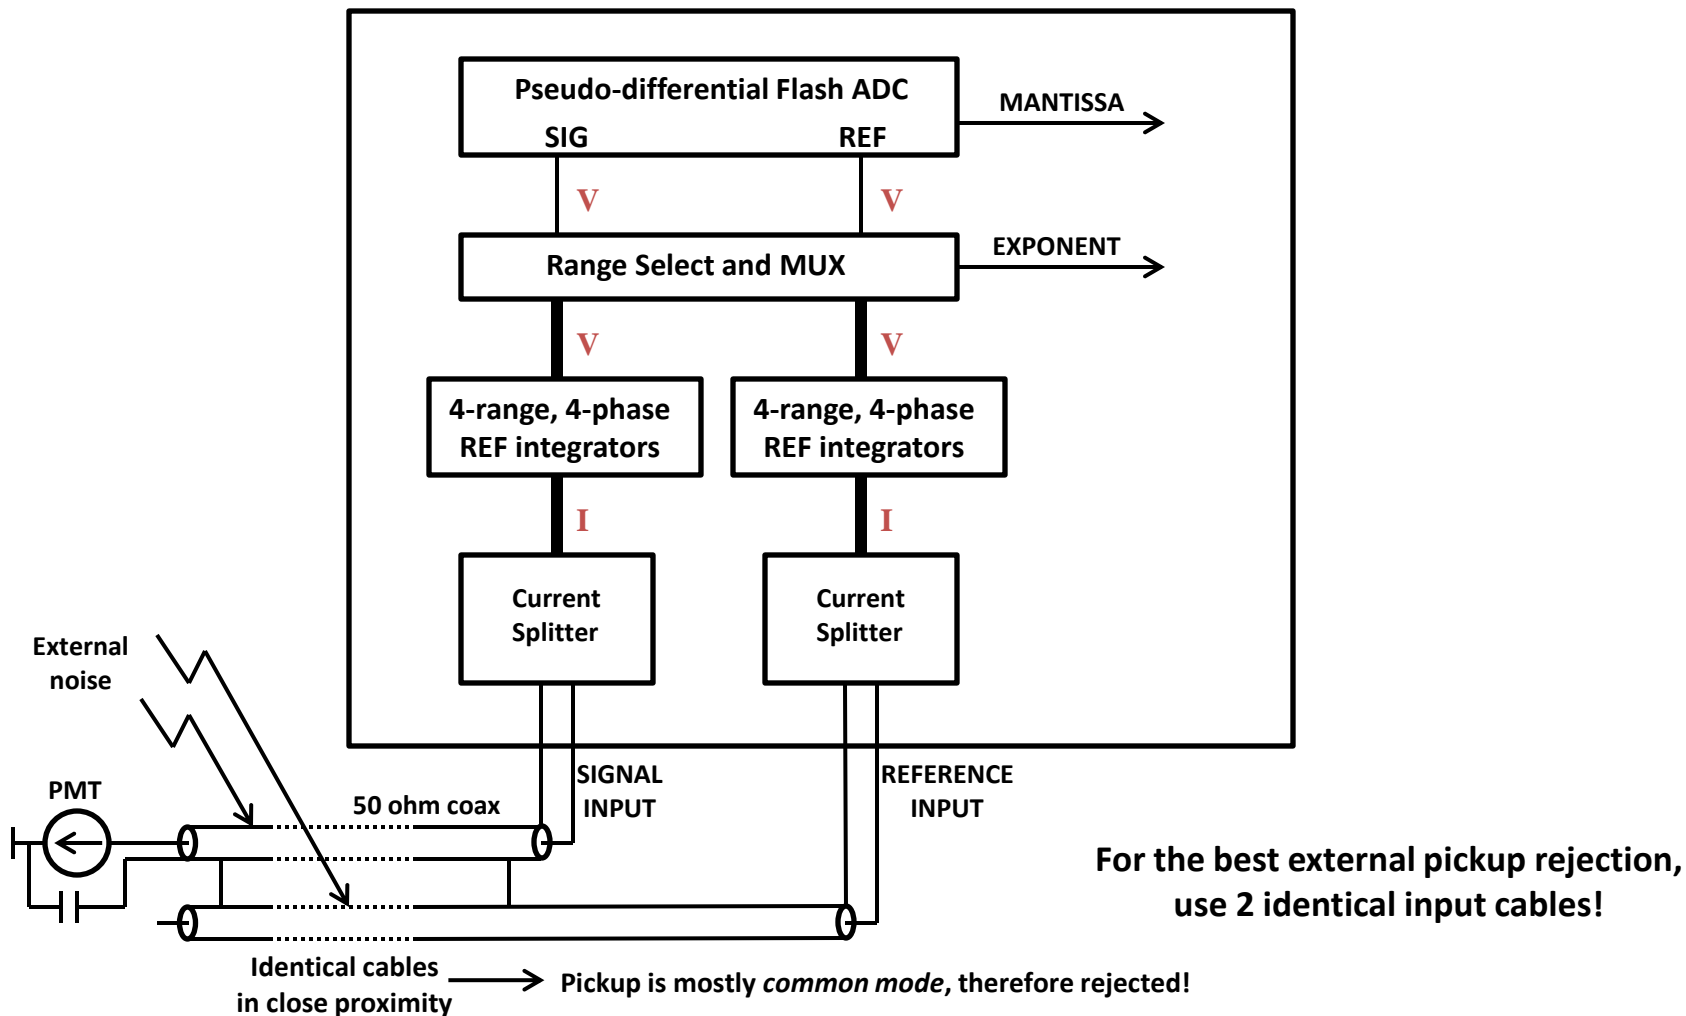 Pseudo-differential Flash ADC
SIG
REF
MANTISSA
V
V
Range Select and MUX
EXPONENT
V
V
4-range, 4-phase
REF integrators
4-range, 4-phase
REF integrators
I
I
Current
Splitter
Current
Splitter
External
noise
SIGNAL
INPUT
REFERENCE
INPUT
PMT
50 ohm coax
For the best external pickup rejection,
use 2 identical input cables!
Identical cables
in close proximity
Pickup is mostly common mode, therefore rejected!